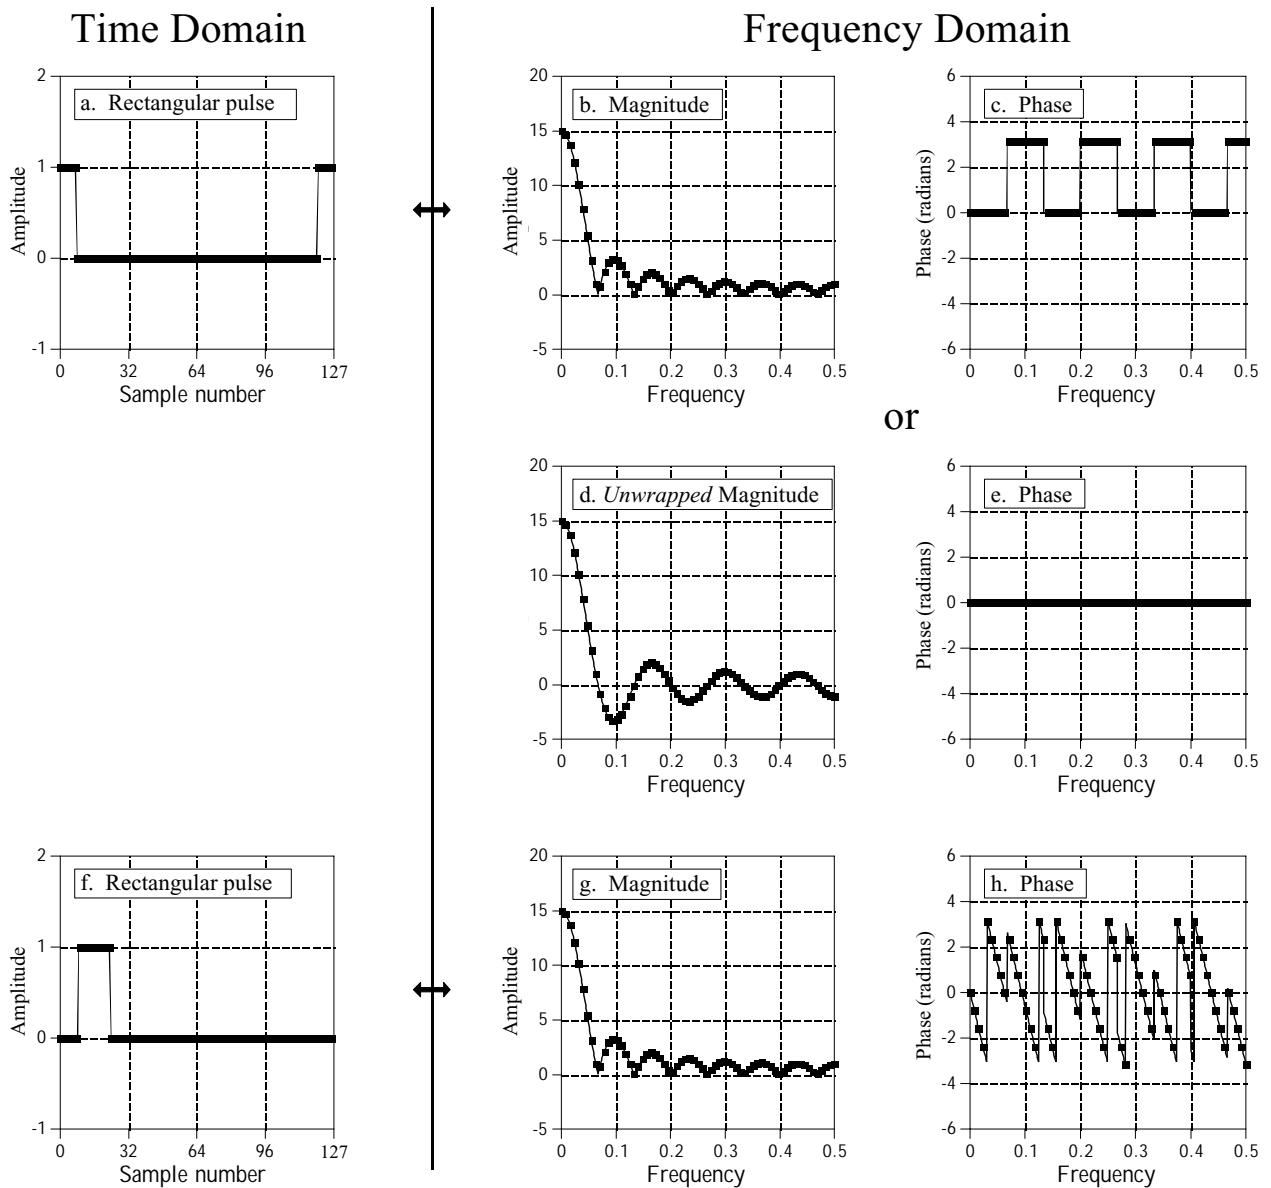 Time Domain
Frequency Domain
a. Rectangular pulse
2
1
0
-1
Amplitude
0 32 64 96 127
Sample number
b. Magnitude
20
15
10
5
0
-5
Amplitude
0 0.1 0.2 0.3 0.4 0.5
Frequency
c. Phase
6
4
2
0
-2
-4
-6
Phase (radians)
0 0.1 0.2 0.3 0.4 0.5
Frequency
or
d. Unwrapped Magnitude
20
15
10
5
0
-5
Amplitude
0 0.1 0.2 0.3 0.4 0.5
Frequency
e. Phase
6
4
2
0
-2
-4
-6
Phase (radians)
0 0.1 0.2 0.3 0.4 0.5
Frequency
f. Rectangular pulse
2
1
0
-1
Amplitude
0 32 64 96 127
Sample number
g. Magnitude
20
15
10
5
0
-5
Amplitude
0 0.1 0.2 0.3 0.4 0.5
Frequency
h. Phase
6
4
2
0
-2
-4
-6
Phase (radians)
0 0.1 0.2 0.3 0.4 0.5
Frequency